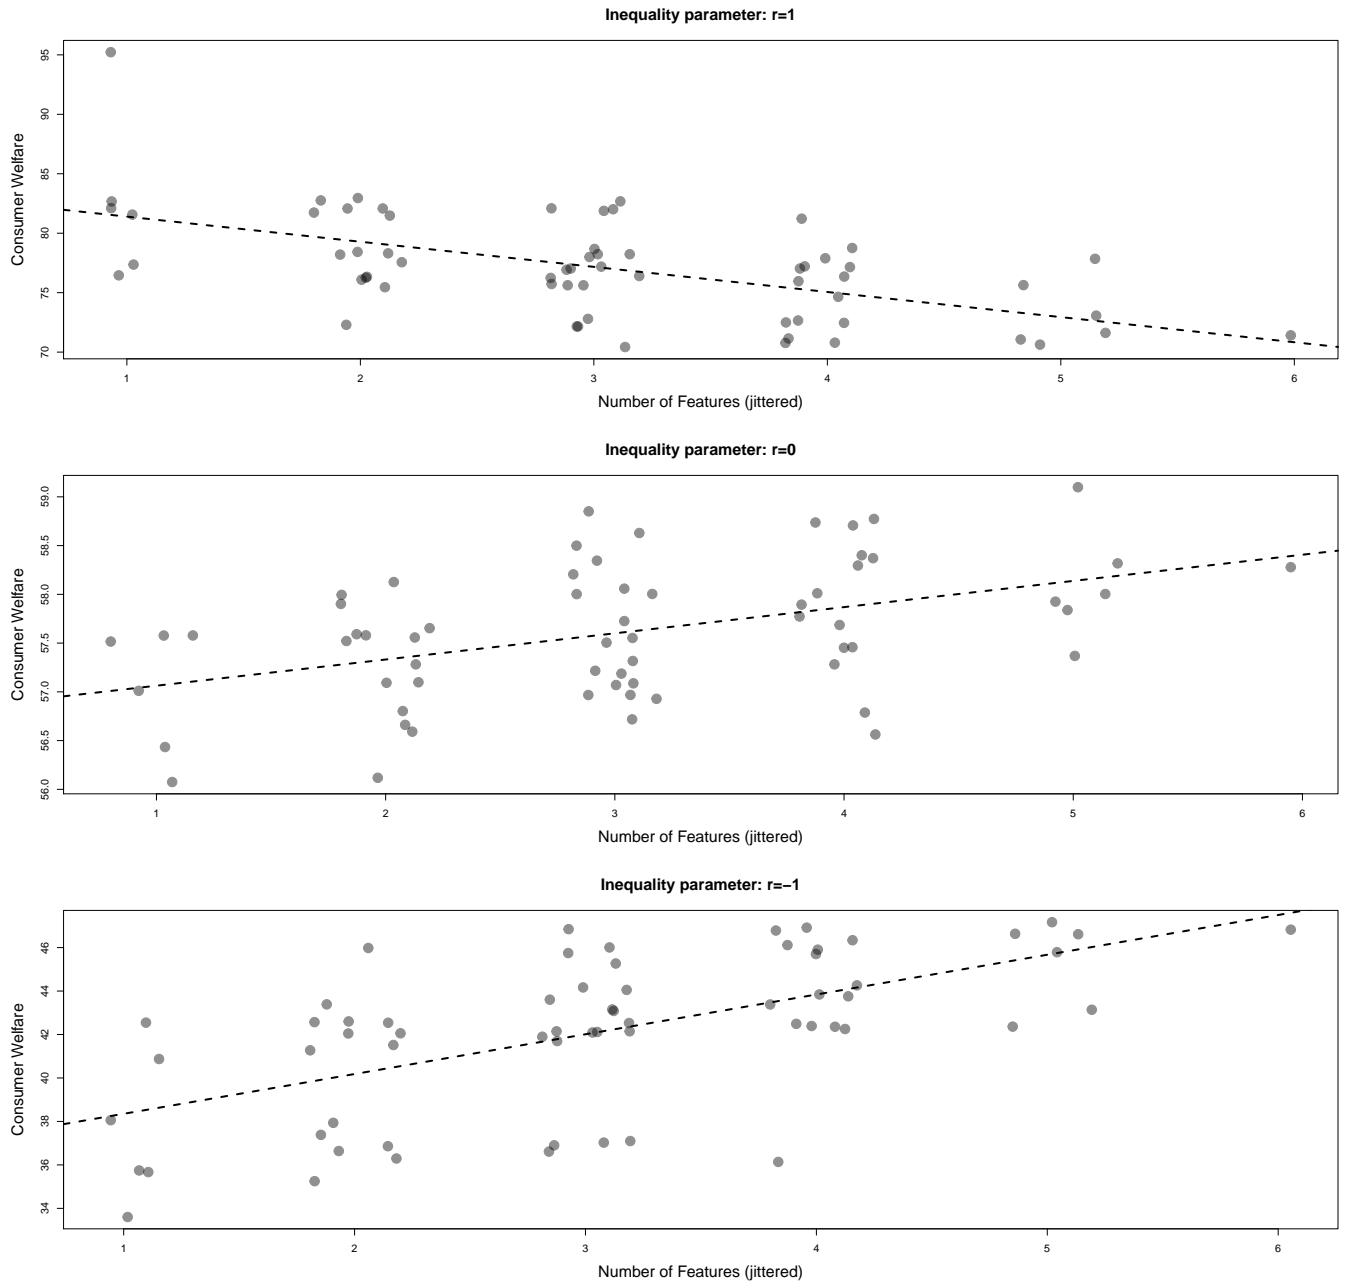 Inequality parameter: r=1
Consumer Welfare
95
90
85
80
75
70
1 2 3 4 5 6
Number of Features (jittered)
Inequality parameter: r=0
Consumer Welfare
59.0
58.5
58.0
57.5
57.0
56.5
56.0
1 2 3 4 5 6
Number of Features (jittered)
Inequality parameter: r=−1
Consumer Welfare
46
44
42
40
38
36
34
1 2 3 4 5 6
Number of Features (jittered)